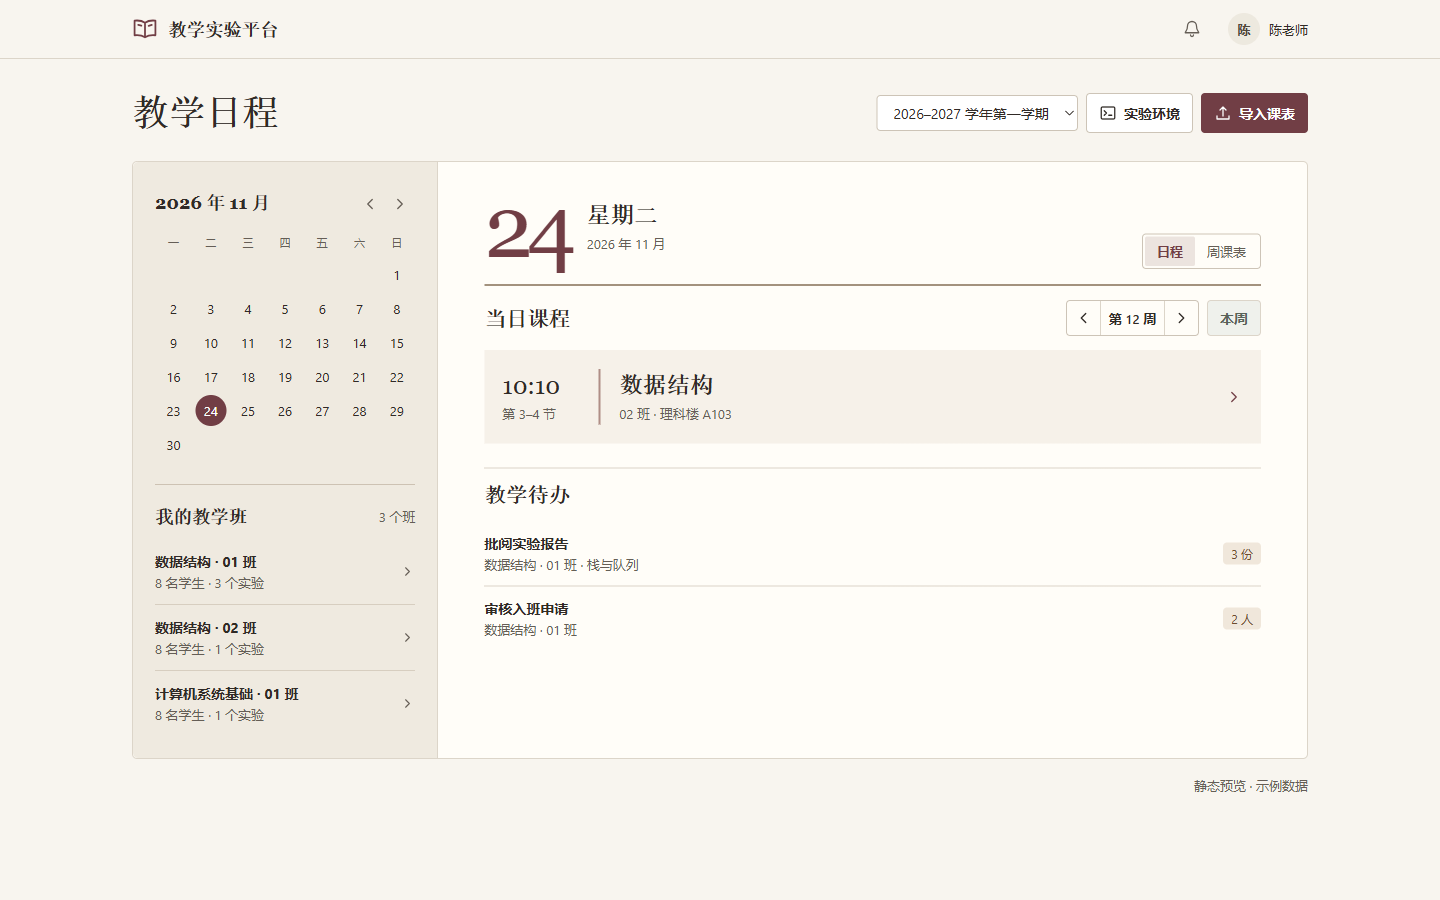 教学实验平台
陈 陈老师
教学日程
2026–2027 学年第一学期 实验环境 导入课表
2026 年 11 月
一 二 三 四 五 六 日
1
2 3 4 5 6 7 8
9 10 11 12 13 14 15
16 17 18 19 20 21 22
23 24 25 26 27 28 29
30
我的教学班 3 个班
数据结构 · 01 班
8 名学生 · 3 个实验
数据结构 · 02 班
8 名学生 · 1 个实验
计算机系统基础 · 01 班
8 名学生 · 1 个实验
24 星期二
2026 年 11 月
日程 周课表
当日课程 第 12 周 本周
10:10 数据结构
第 3–4 节 02 班 · 理科楼 A103
教学待办
批阅实验报告
数据结构 · 01 班 · 栈与队列
3 份
审核入班申请
数据结构 · 01 班
2 人
静态预览 · 示例数据